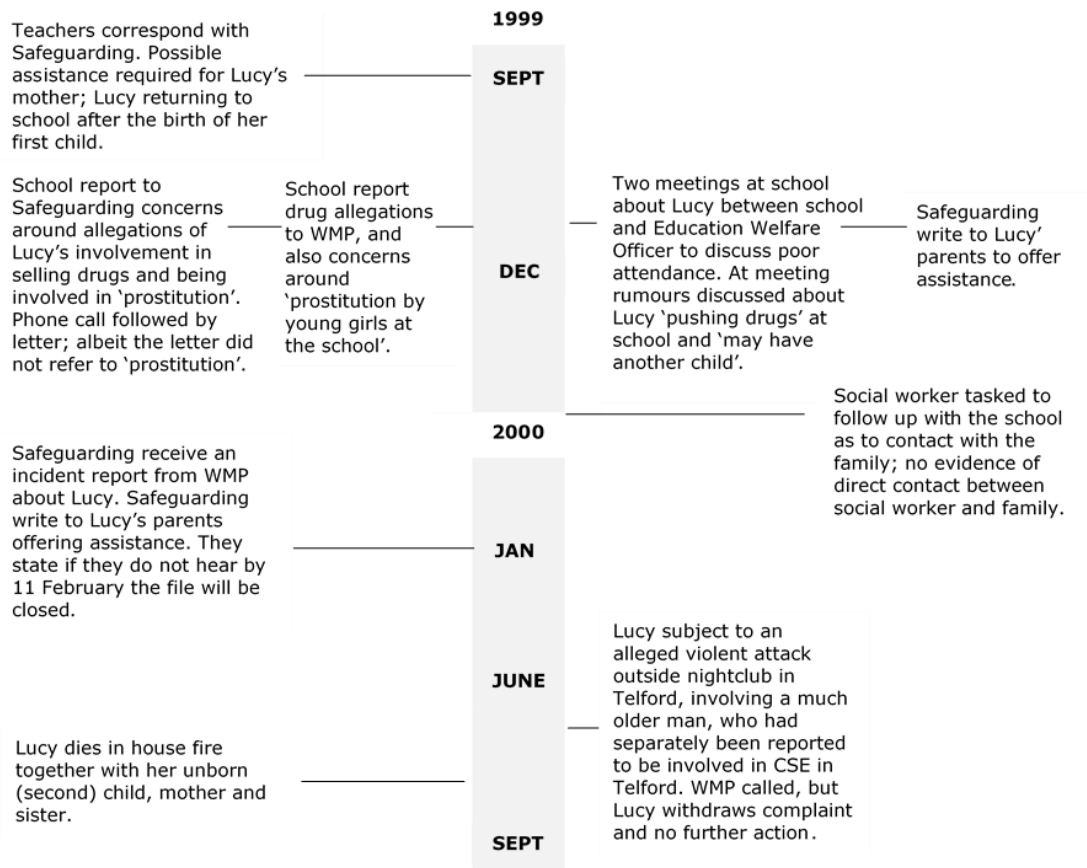 1999
Teachers correspond with
Safeguarding. Possible
assistance required for Lucy’s
mother; Lucy returning to
school after the birth of her
first child.
SEPT
School report to
Safeguarding concerns
around allegations of
Lucy’s involvement in
selling drugs and being
involved in ‘prostitution’.
Phone call followed by
letter; albeit the letter did
not refer to ‘prostitution’.
School report
drug allegations
to WMP, and
also concerns
around
‘prostitution by
young girls at
the school’.
DEC
Two meetings at school
about Lucy between school
and Education Welfare
Officer to discuss poor
attendance. At meeting
rumours discussed about
Lucy ‘pushing drugs’ at
school and ‘may have
another child’.
Safeguarding
write to Lucy’
parents to offer
assistance.
Social worker tasked to
follow up with the school
as to contact with the
family; no evidence of
direct contact between
social worker and family.
2000
Safeguarding receive an
incident report from WMP
about Lucy. Safeguarding
write to Lucy’s parents
offering assistance. They
state if they do not hear by
11 February the file will be
closed.
JAN
JUNE
Lucy subject to an
alleged violent attack
outside nightclub in
Telford, involving a much
older man, who had
separately been reported
to be involved in CSE in
Telford. WMP called, but
Lucy withdraws complaint
and no further action.
Lucy dies in house fire
together with her unborn
(second) child, mother and
sister.
SEPT